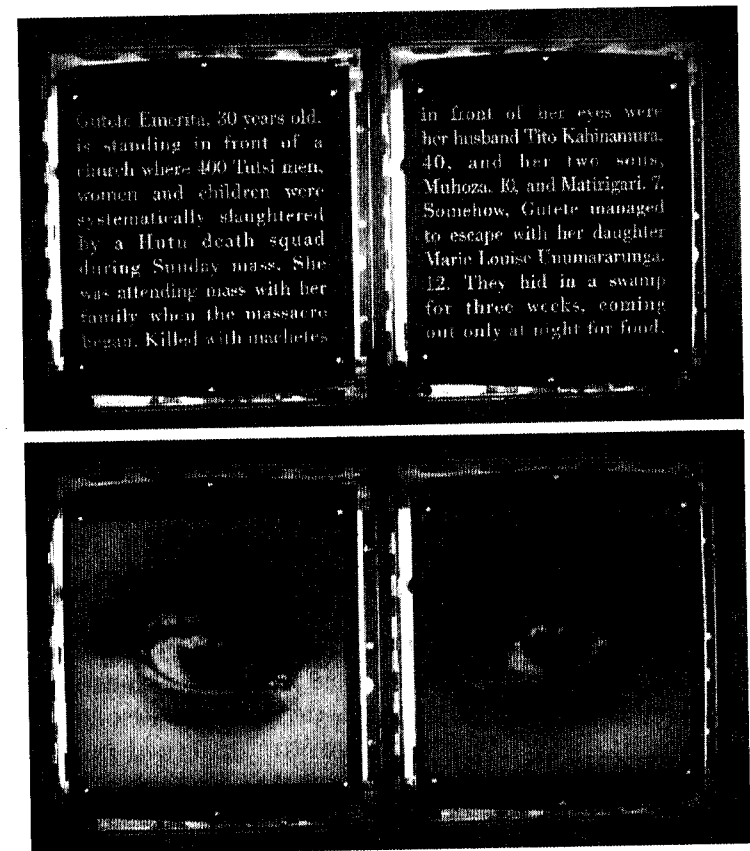 Gutete Emerita, 30 years old,
is standing in front of a
church where 400 Tutsi men,
women and children were
systematically slaughtered
by a Hutu death squad
during Sunday mass. She
was attending mass with her
family when the massacre
began. Killed with machetes
in front of her eyes were
her husband Tito Kahinamura,
40, and her two sons,
Muhoza, 10, and Matirigari, 7.
Somehow, Gutete managed
to escape with her daughter
Marie Louise Unumararunga,
12. They hid in a swamp
for three weeks, coming
out only at night for food.